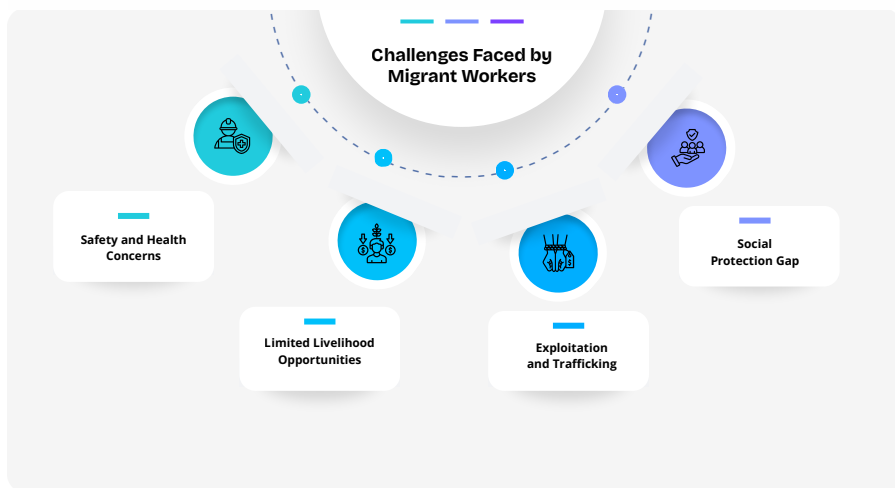 Challenges Faced by
Migrant Workers
Safety and Health
Concerns
Limited Livelihood
Opportunities
Exploitation
and Trafficking
Social
Protection Gap